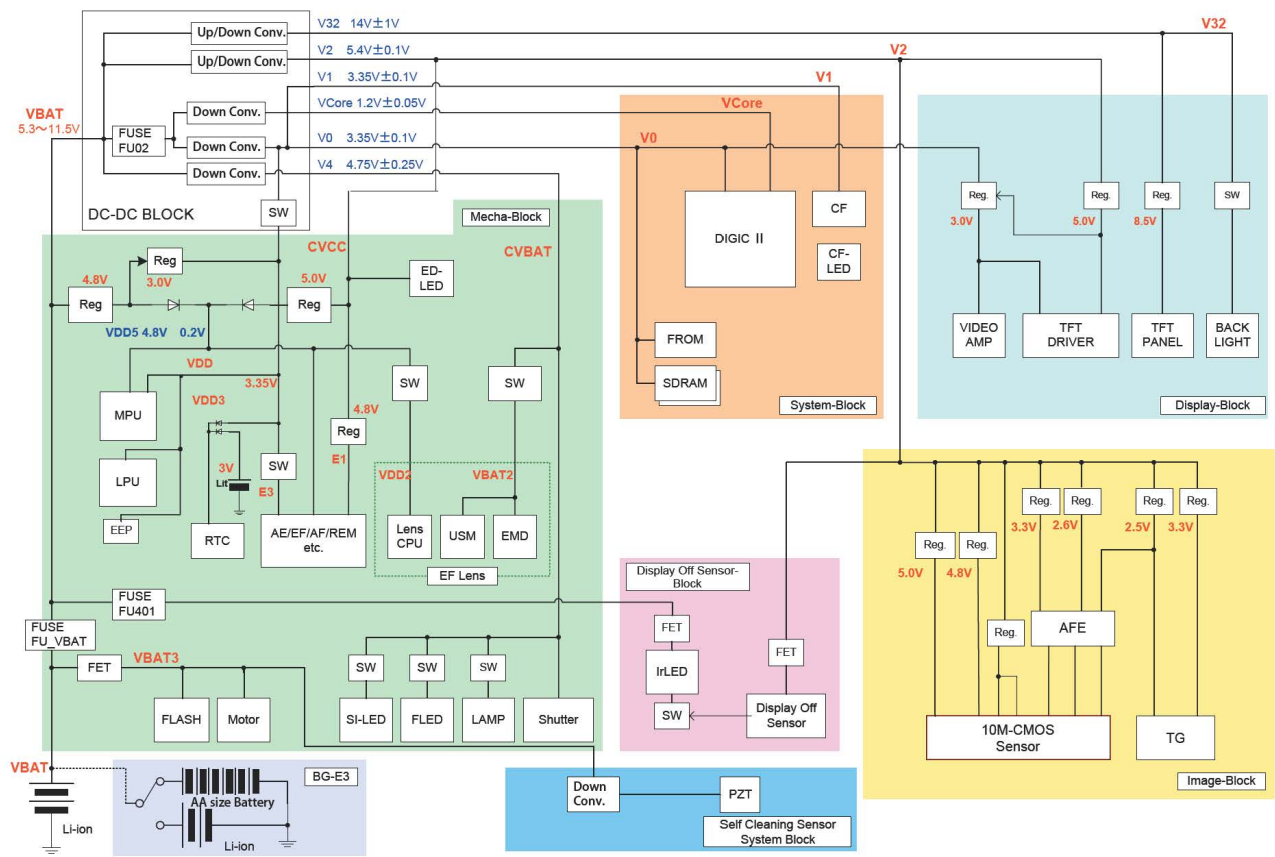 V32 14V±1V
V32
Up/Down Conv.
V2 5.4V±0.1V
V2
Up/Down Conv.
V1 3.35V±0.1V
V1
VBAT
5.3～11.5V
VCore 1.2V±0.05V
VCore
Down Conv.
FUSE
FU02
V0 3.35V±0.1V
V0
Down Conv.
V4 4.75V±0.25V
Down Conv.
DC-DC BLOCK
SW
Mecha-Block
CVCC
CVBAT
Reg
3.0V
4.8V
Reg
5.0V
Reg
ED-
LED
VDD5 4.8V 0.2V
VDD
3.35V
SW
SW
MPU
VDD3
4.8V
Reg
E1
LPU
3V
Lit
SW
E3
VDD2
VBAT2
EEP
RTC
AE/EF/AF/REM
etc.
Lens
CPU
USM
EMD
EF Lens
FUSE
FU401
FUSE
FU_VBAT
FET
VBAT3
SW
SW
SW
FLASH
Motor
SI-LED
FLED
LAMP
Shutter
DIGIC II
CF
CF-
LED
FROM
SDRAM
System-Block
Reg.
3.0V
Reg.
5.0V
Reg.
8.5V
SW
VIDEO
AMP
TFT
DRIVER
TFT
PANEL
BACK
LIGHT
Display-Block
Display Off Sensor-
Block
FET
FET
IrLED
SW
Display Off
Sensor
Reg.
3.3V
Reg.
2.6V
Reg.
2.5V
Reg.
3.3V
Reg.
5.0V
Reg.
4.8V
Reg.
AFE
10M-CMOS
Sensor
TG
Image-Block
VBAT
Li-ion
BG-E3
AA size Battery
Li-ion
Down
Conv.
PZT
Self Cleaning Sensor
System Block